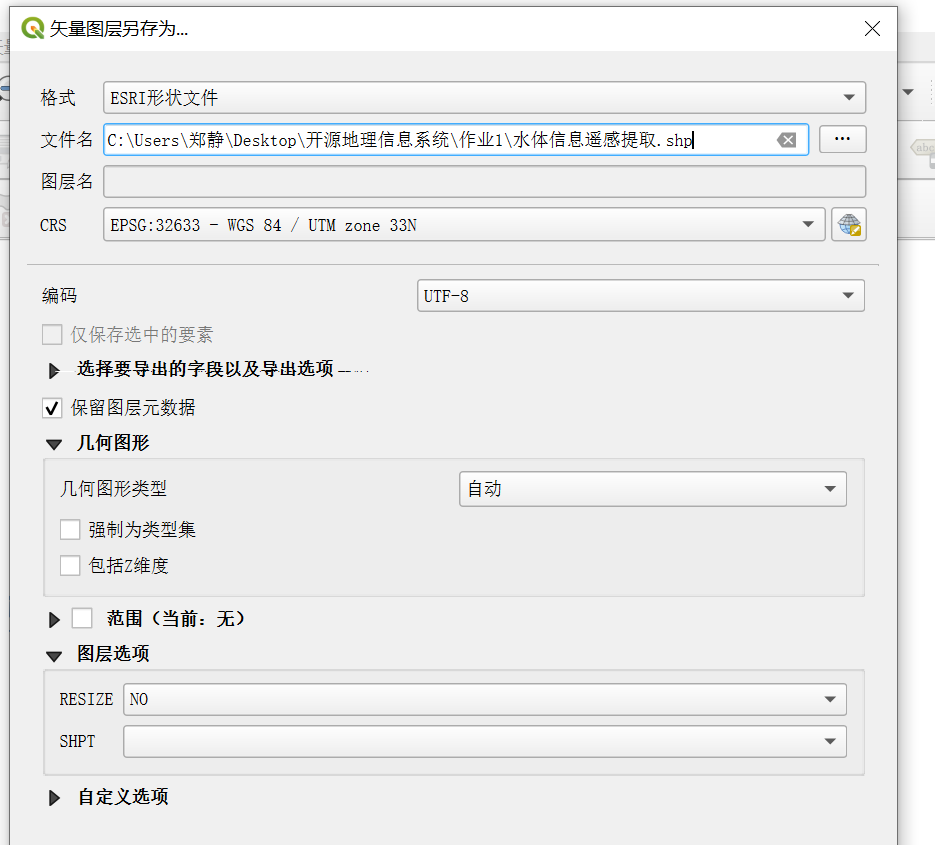 矢量图层另存为...
格式 ESRI形状文件
文件名 C:\Users\郑静\Desktop\开源地理信息系统\作业1\水体信息遥感提取.shp ...
图层名
CRS EPSG:32633 - WGS 84 / UTM zone 33N
编码 UTF-8
仅保存选中的要素
选择要导出的字段以及导出选项
保留图层元数据
几何图形
几何图形类型 自动
强制为类型集
包括Z维度
范围（当前：无）
图层选项
RESIZE NO
SHPT
自定义选项